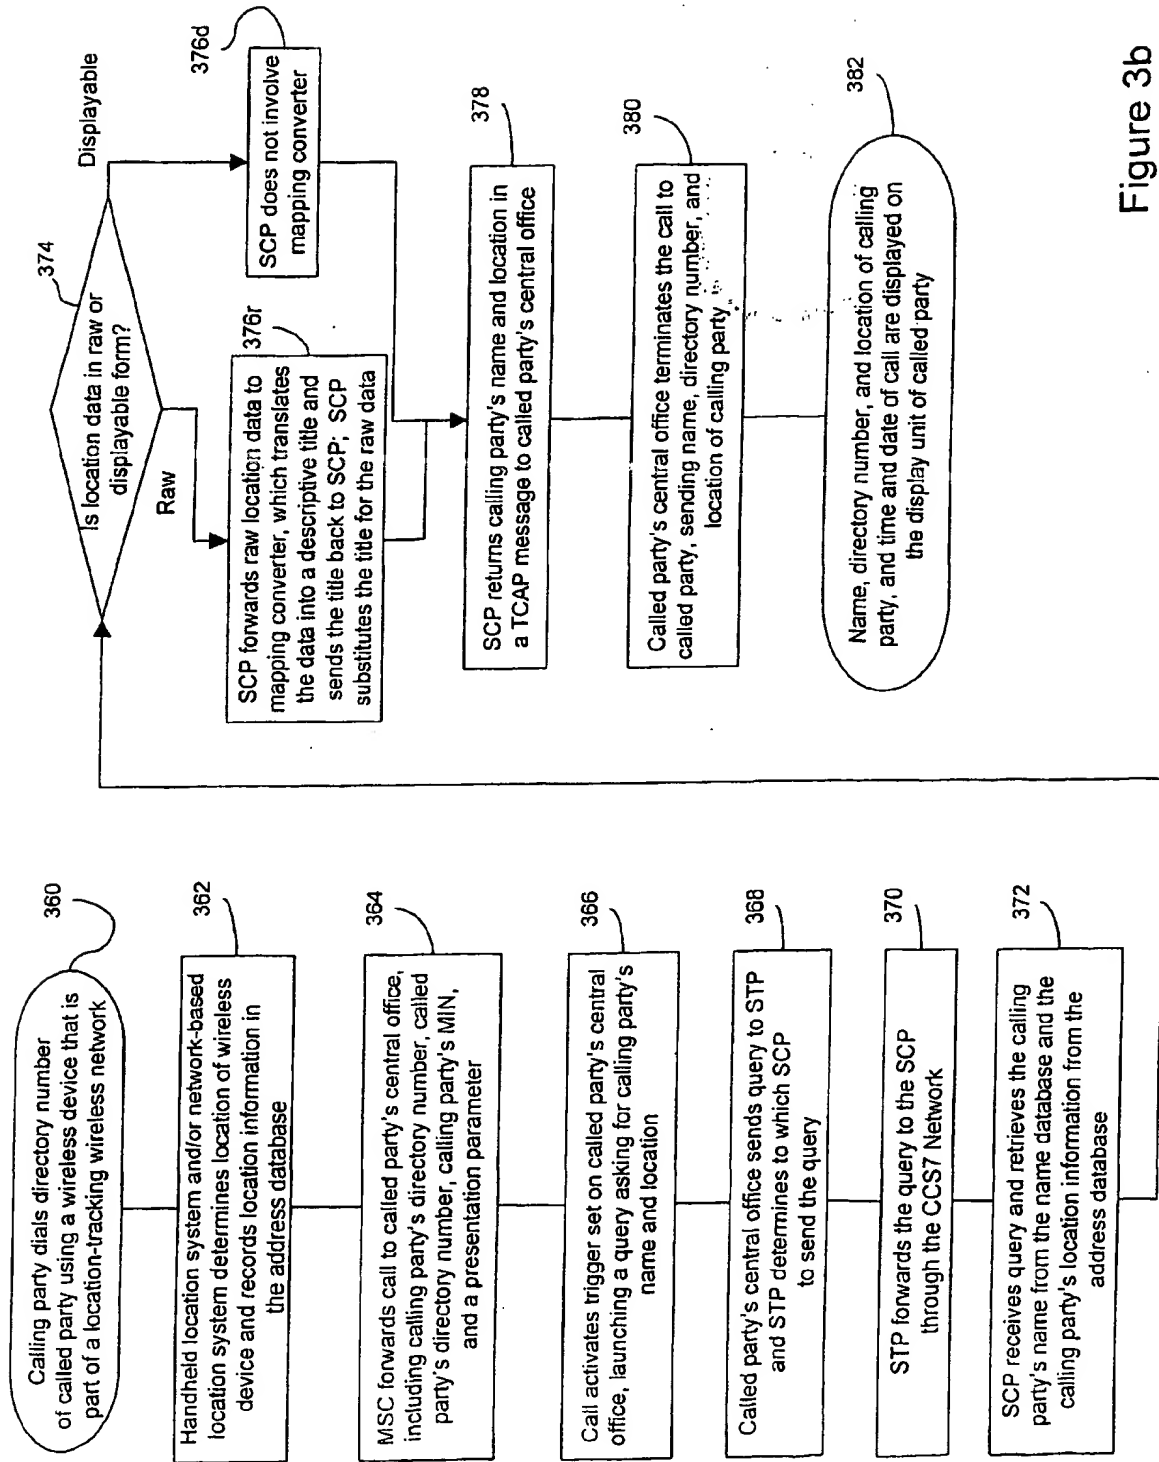 Calling party dials directory number
of called party using a wireless device that is
part of a location-tracking wireless network
360
Handheld location system and/or network-based
location system determines location of wireless
device and records location information in
the address database
362
MSC forwards call to called party's central office,
including calling party's directory number, called
party's directory number, calling party's MIN,
and a presentation parameter
364
Call activates trigger set on called party's central
office, launching a query asking for calling party's
name and location
366
Called party's central office sends query to STP
and STP determines to which SCP
to send the query
368
STP forwards the query to the SCP
through the CCS7 Network
370
SCP receives query and retrieves the calling
party's name from the name database and the
calling party's location information from the
address database
372
Is location data in raw or
displayable form?
374
Raw
Displayable
SCP forwards raw location data to
mapping converter, which translates
the data into a descriptive title and
sends the title back to SCP; SCP
substitutes the title for the raw data
376r
SCP does not involve
mapping converter
376d
SCP returns calling party's name and location in
a TCAP message to called party's central office
378
Called party's central office terminates the call to
called party, sending name, directory number, and
location of calling party
380
Name, directory number, and location of calling
party, and time and date of call are displayed on
the display unit of called party
382
Figure 3b